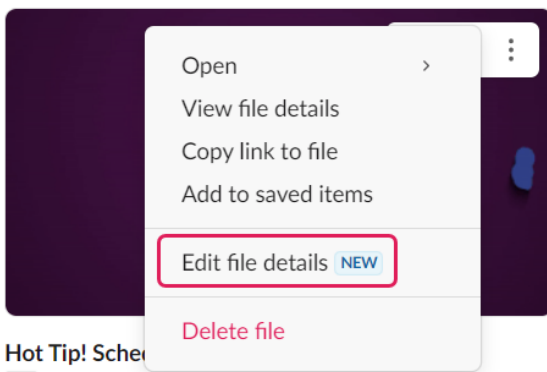 Open
View file details
Copy link to file
Add to saved items
Edit file details NEW
Delete file
Hot Tip!